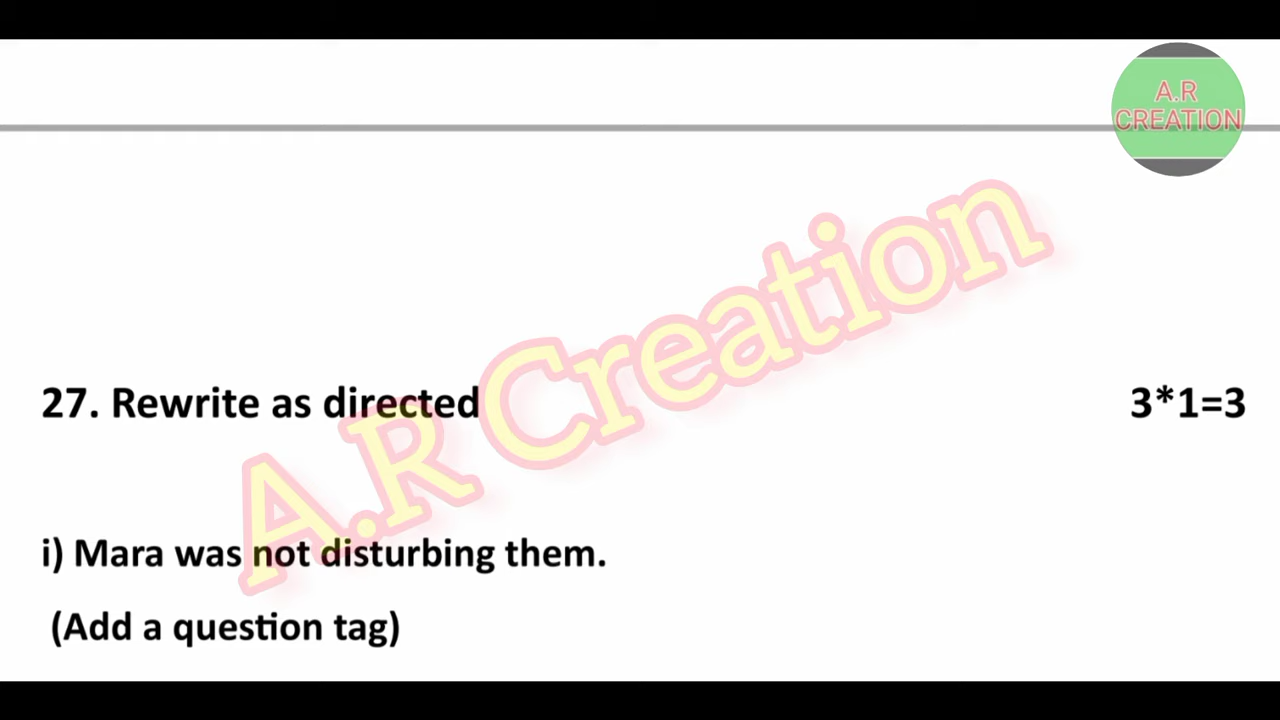 A.R
CREATION
A.R Creation
27. Rewrite as directed 3*1=3
i) Mara was not disturbing them.
(Add a question tag)